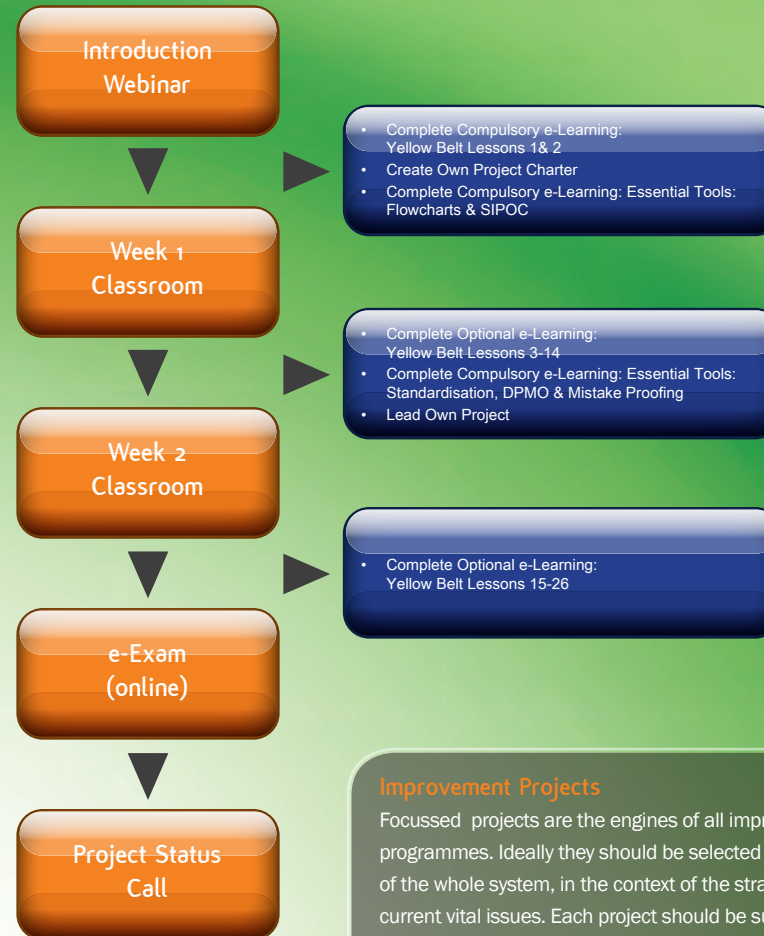 Introduction
Webinar
• Complete Compulsory e-Learning:
Yellow Belt Lessons 1& 2
• Create Own Project Charter
• Complete Compulsory e-Learning: Essential Tools:
Flowcharts & SIPOC
Week 1
Classroom
• Complete Optional e-Learning:
Yellow Belt Lessons 3-14
• Complete Compulsory e-Learning: Essential Tools:
Standardisation, DPMO & Mistake Proofing
• Lead Own Project
Week 2
Classroom
• Complete Optional e-Learning:
Yellow Belt Lessons 15-26
e-Exam
(online)
Project Status
Call
Improvement Projects
Focussed projects are the engines of all
programmes. Ideally they should be selected
of the whole system, in the context of the
current vital issues. Each project should be